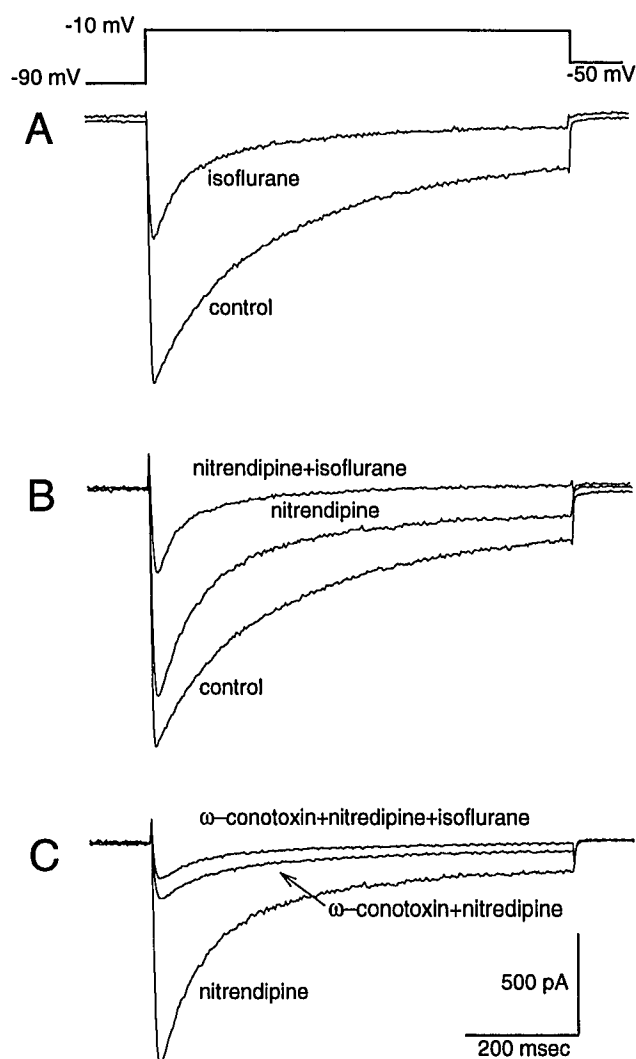 -10 mV
-90 mV
-50 mV
A
isoflurane
control
nitrendipine+isoflurane
B
nitrendipine
control
ω-conotoxin+nitredipine+isoflurane
C
ω-conotoxin+nitredipine
nitrendipine
500 pA
200 msec